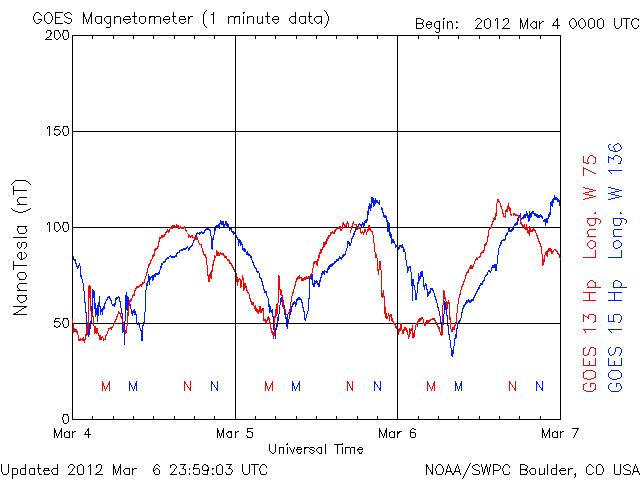 GOES Magnetometer (1 minute data)
Begin: 2012 Mar 4 0000 UTC
200
150
100
50
0
NanoTesla (nT)
M M N N M M N N M M N N
Mar 4 Mar 5 Mar 6 Mar 7
Universal Time
GOES 13 Hp Long. W 75
GOES 15 Hp Long. W 136
Updated 2012 Mar 6 23:59:03 UTC
NOAA/SWPC Boulder, CO USA